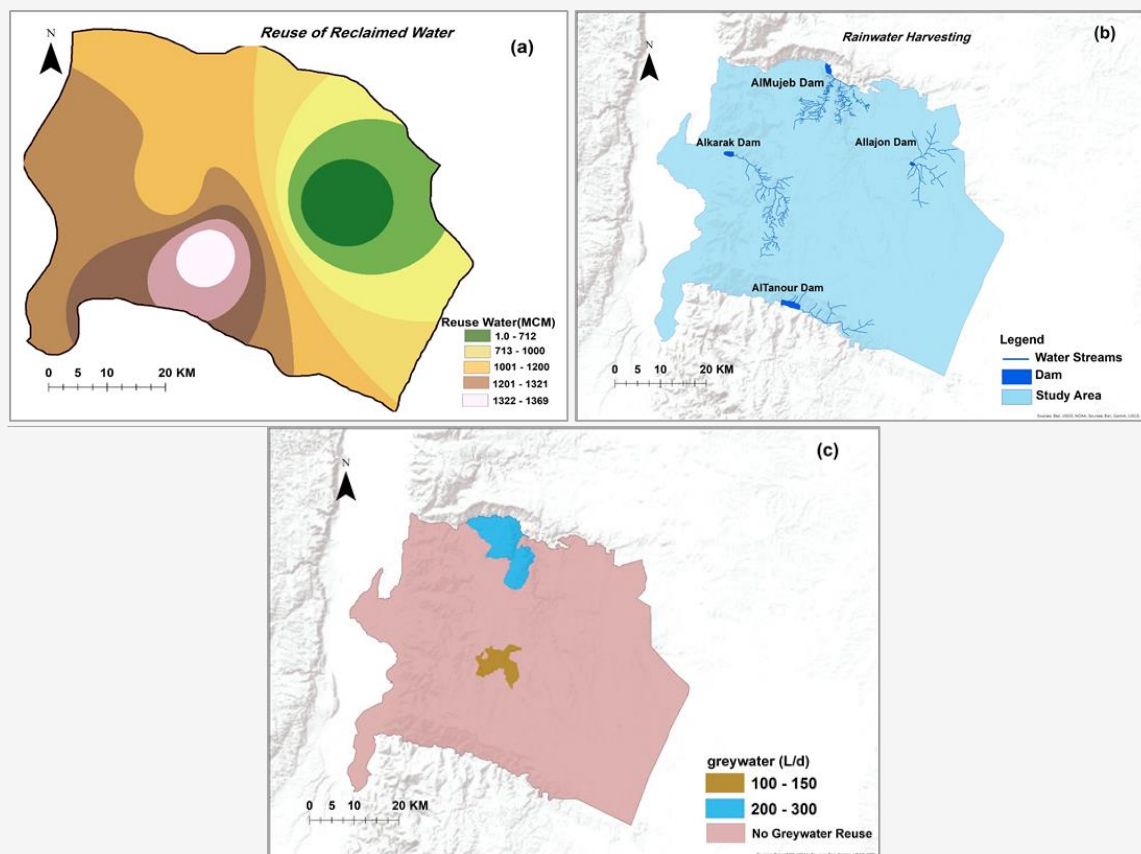 N
Reuse of Reclaimed Water
(a)
Reuse Water(MCM)
1.0 - 712
713 - 1000
1001 - 1200
1201 - 1321
1322 - 1369
0 5 10 20 KM
N
Rainwater Harvesting
(b)
AlMujeb Dam
Alkarak Dam
Allajon Dam
AlTanour Dam
Legend
Water Streams
Dam
Study Area
0 5 10 20 KM
N
(c)
greywater (L/d)
100 - 150
200 - 300
No Greywater Reuse
0 5 10 20 KM